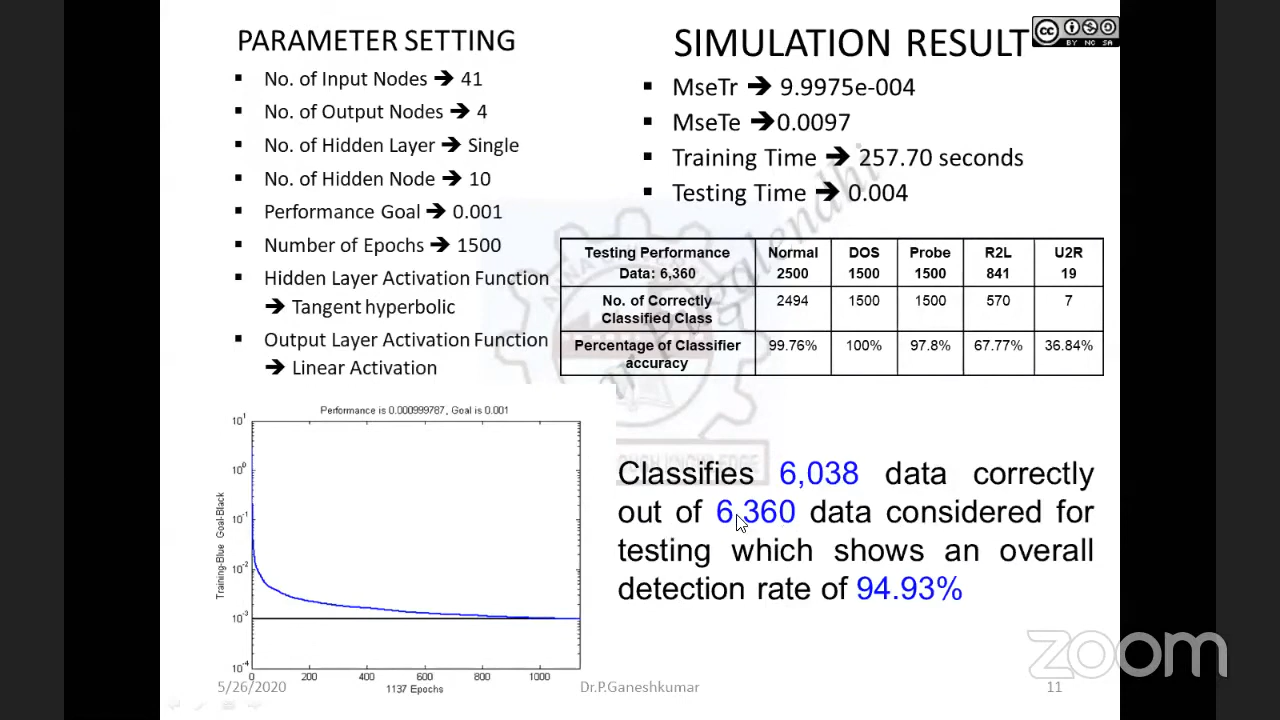 PARAMETER SETTING
▪ No. of Input Nodes ➔ 41
▪ No. of Output Nodes ➔ 4
▪ No. of Hidden Layer ➔ Single
▪ No. of Hidden Node ➔ 10
▪ Performance Goal ➔ 0.001
▪ Number of Epochs ➔ 1500
▪ Hidden Layer Activation Function
➔ Tangent hyperbolic
▪ Output Layer Activation Function
➔ Linear Activation
SIMULATION RESULT
CC BY NC SA
▪ MseTr ➔ 9.9975e-004
▪ MseTe ➔0.0097
▪ Training Time ➔ 257.70 seconds
▪ Testing Time ➔ 0.004
Testing Performance Normal DOS Probe R2L U2R
Data: 6,360 2500 1500 1500 841 19
No. of Correctly 2494 1500 1500 570 7
Classified Class
Percentage of Classifier 99.76% 100% 97.8% 67.77% 36.84%
accuracy
Performance is 0.000999787, Goal is 0.001
10^1
10^0
10^-1
10^-2
10^-3
10^-4
Training-Blue Goal-Black
0 200 400 600 800 1000
1137 Epochs
Classifies 6,038 data correctly
out of 6,360 data considered for
testing which shows an overall
detection rate of 94.93%
zoom
5/26/2020 Dr.P.Ganeshkumar 11